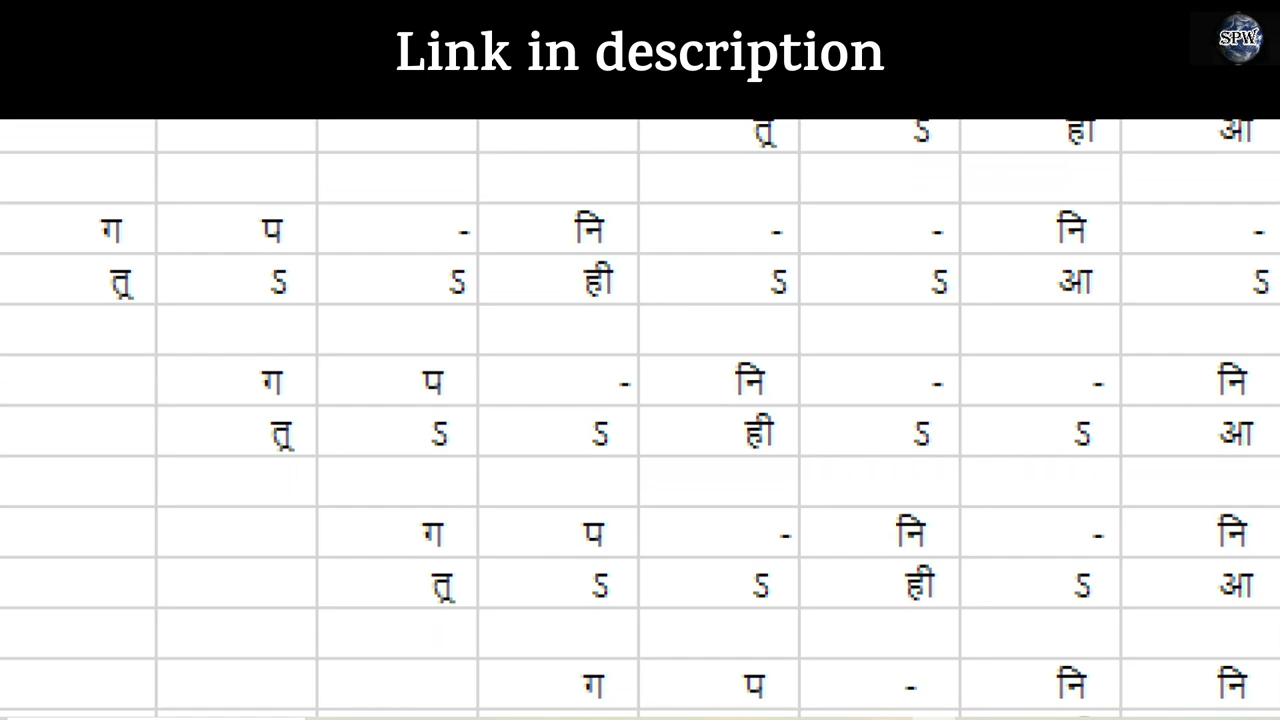 Link in description
SPW
तू ऽ ही आ
ग प - नि - - नि -
तू ऽ ऽ ही ऽ ऽ आ ऽ
ग प - नि - - नि
तू ऽ ऽ ही ऽ ऽ आ
ग प - नि - नि
तू ऽ ऽ ही ऽ आ
ग प - नि नि